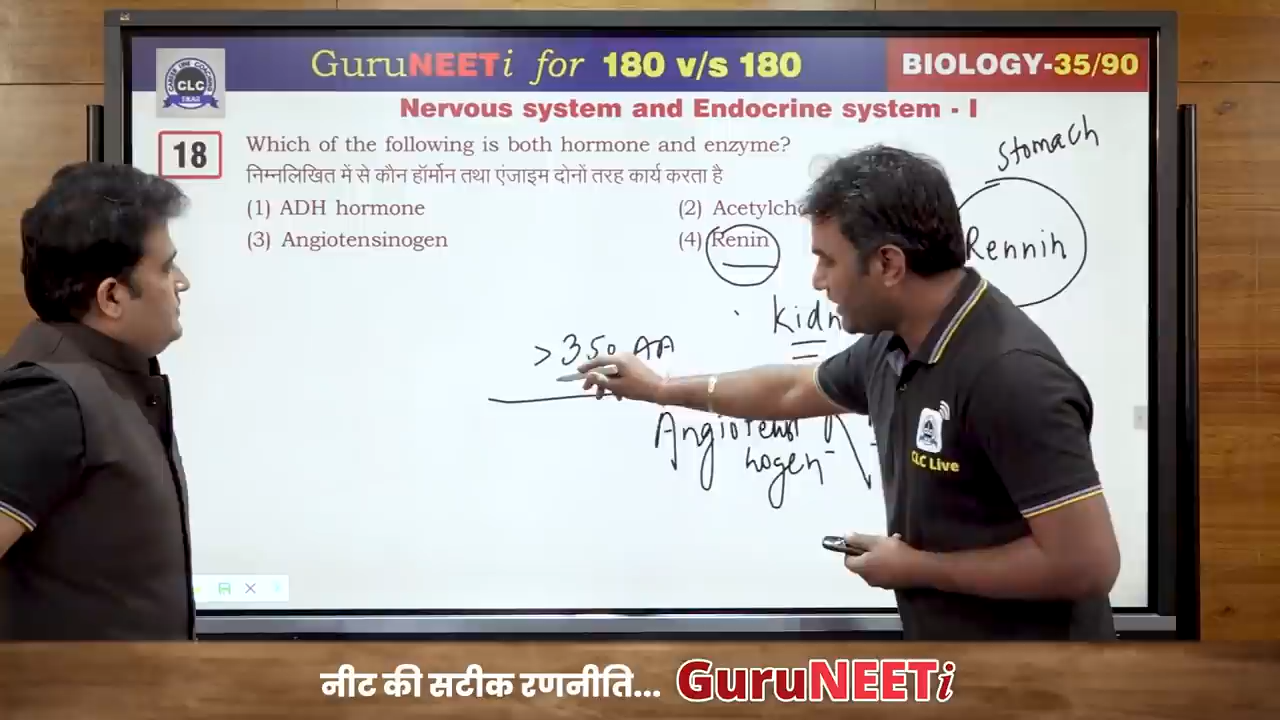 GuruNEETi for 180 v/s 180
BIOLOGY-35/90
CLC
Nervous system and Endocrine system - I
18
Which of the following is both hormone and enzyme?
निम्नलिखित में से कौन हॉर्मोन तथा एंजाइम दोनों तरह कार्य करता है
(1) ADH hormone
(2)
(3) Angiotensinogen
(4) Renin
Stomach
Rennin
> 350 AA
CLC Live
नीट की सटीक रणनीति... GuruNEETi